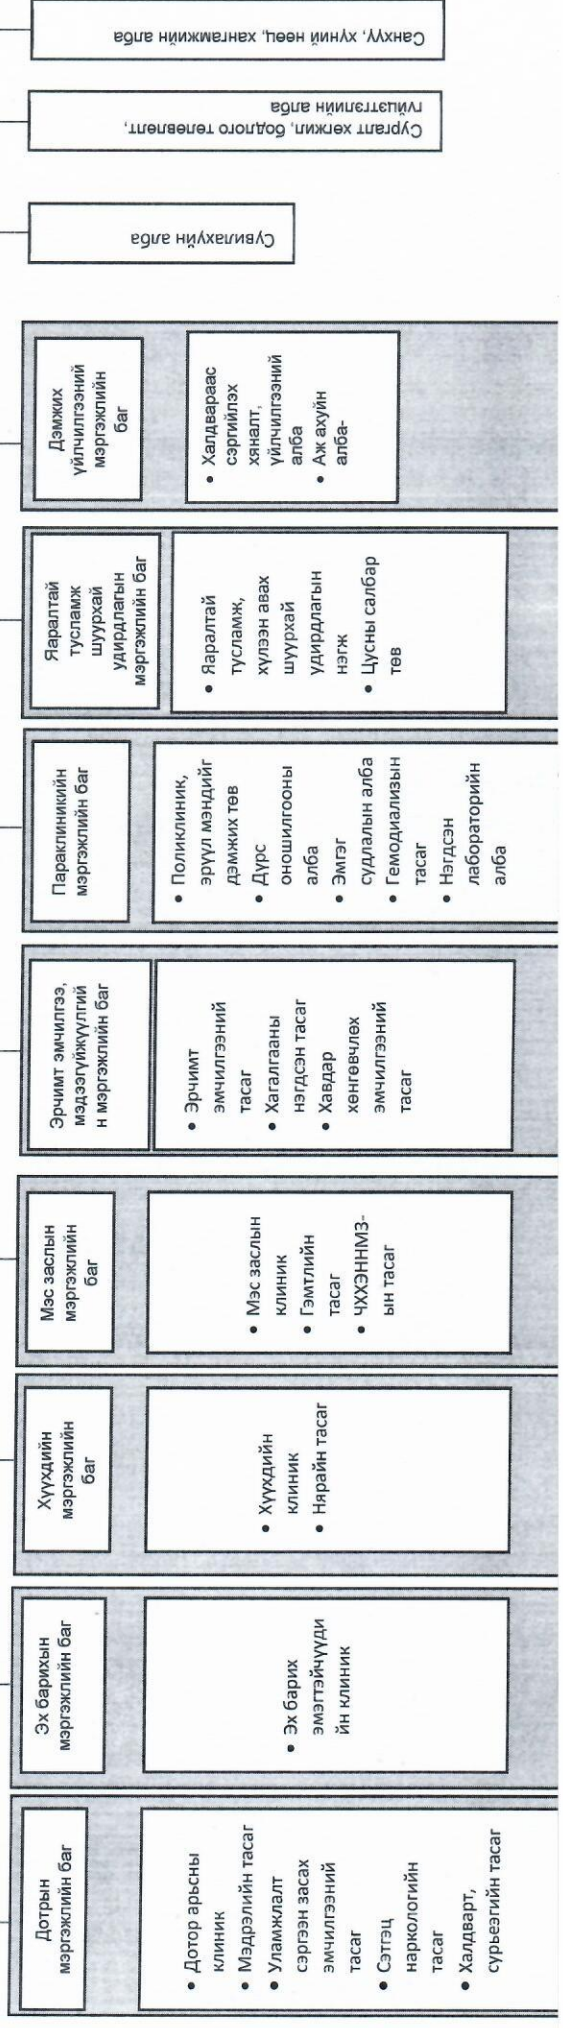 Дотрын
мэргэжлийн баг
• Дотор арьсны
клиник
• Мэдрэлийн тасаг
• Уламжлалт
сэргээн засах
эмчилгээний
тасаг
• Сэтгэц
наркологийн
тасаг
• Халдварт,
сурьеэгийн тасаг
Эх барихын
мэргэжлийн баг
• Эх барих
эмэгтэйчүүди
йн клиник
Хүүхдийн
мэргэжлийн
баг
• Хүүхдийн
клиник
• Нярайн тасаг
Мэс заслын
мэргэжлийн
баг
• Мэс заслын
клиник
• Гэмтлийн
тасаг
• ЧХХЭННМЗ-
ын тасаг
Эрчимт эмчилгээ,
мэдээгүйжүүлгий
н мэргэжлийн баг
• Эрчимт
эмчилгээний
тасаг
• Хагалгааны
нэгдсэн тасаг
• Хавдар
хөнгөвчлөх
эмчилгээний
тасаг
Параклиникийн
мэргэжлийн баг
• Поликлиник,
эрүүл мэндийг
дэмжих төв
• Дүрс
оношилгооны
алба
• Эмгэг
судлалын алба
• Гемодиализын
тасаг
• Нэгдсэн
лабораторийн
алба
Яаралтай
тусламж
шуурхай
удирдлагын
мэргэжлийн баг
• Яаралтай
тусламж,
хүлээн авах
шуурхай
удирдлагын
нэгж
• Цусны салбар
төв
Дэмжих
үйлчилгээний
мэргэжлийн
баг
• Халдвараас
сэргийлэх
хяналт,
үйлчилгээний
алба
• Аж ахуйн
алба-
Сувилахуйн алба
Сургалт хөгжил, бодлого төлөвлөлт,
гүйцэтгэлийн алба
Санхүү, хүний нөөц, хангамжийн алба